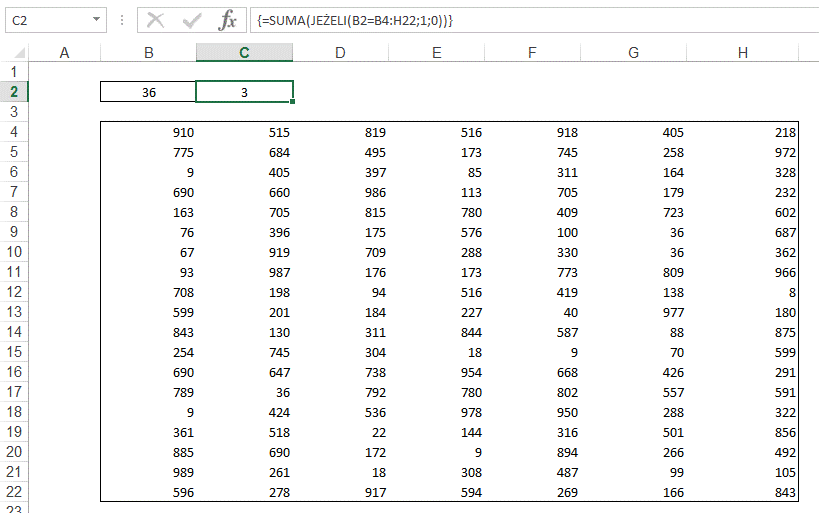 C2 fx {=SUMA(JEŻELI(B2=B4:H22;1;0))}
A B C D E F G H
1
2 36 3
3
4 910 515 819 516 918 405 218
5 775 684 495 173 745 258 972
6 9 405 397 85 311 164 328
7 690 660 986 113 705 179 232
8 163 705 815 780 409 723 602
9 76 396 175 576 100 36 687
10 67 919 709 288 330 36 362
11 93 987 176 173 773 809 966
12 708 198 94 516 419 138 8
13 599 201 184 227 40 977 180
14 843 130 311 844 587 88 875
15 254 745 304 18 9 70 599
16 690 647 738 954 668 426 291
17 789 36 792 780 802 557 591
18 9 424 536 978 950 288 322
19 361 518 22 144 316 501 856
20 885 690 172 9 894 266 492
21 989 261 18 308 487 99 105
22 596 278 917 594 269 166 843
23